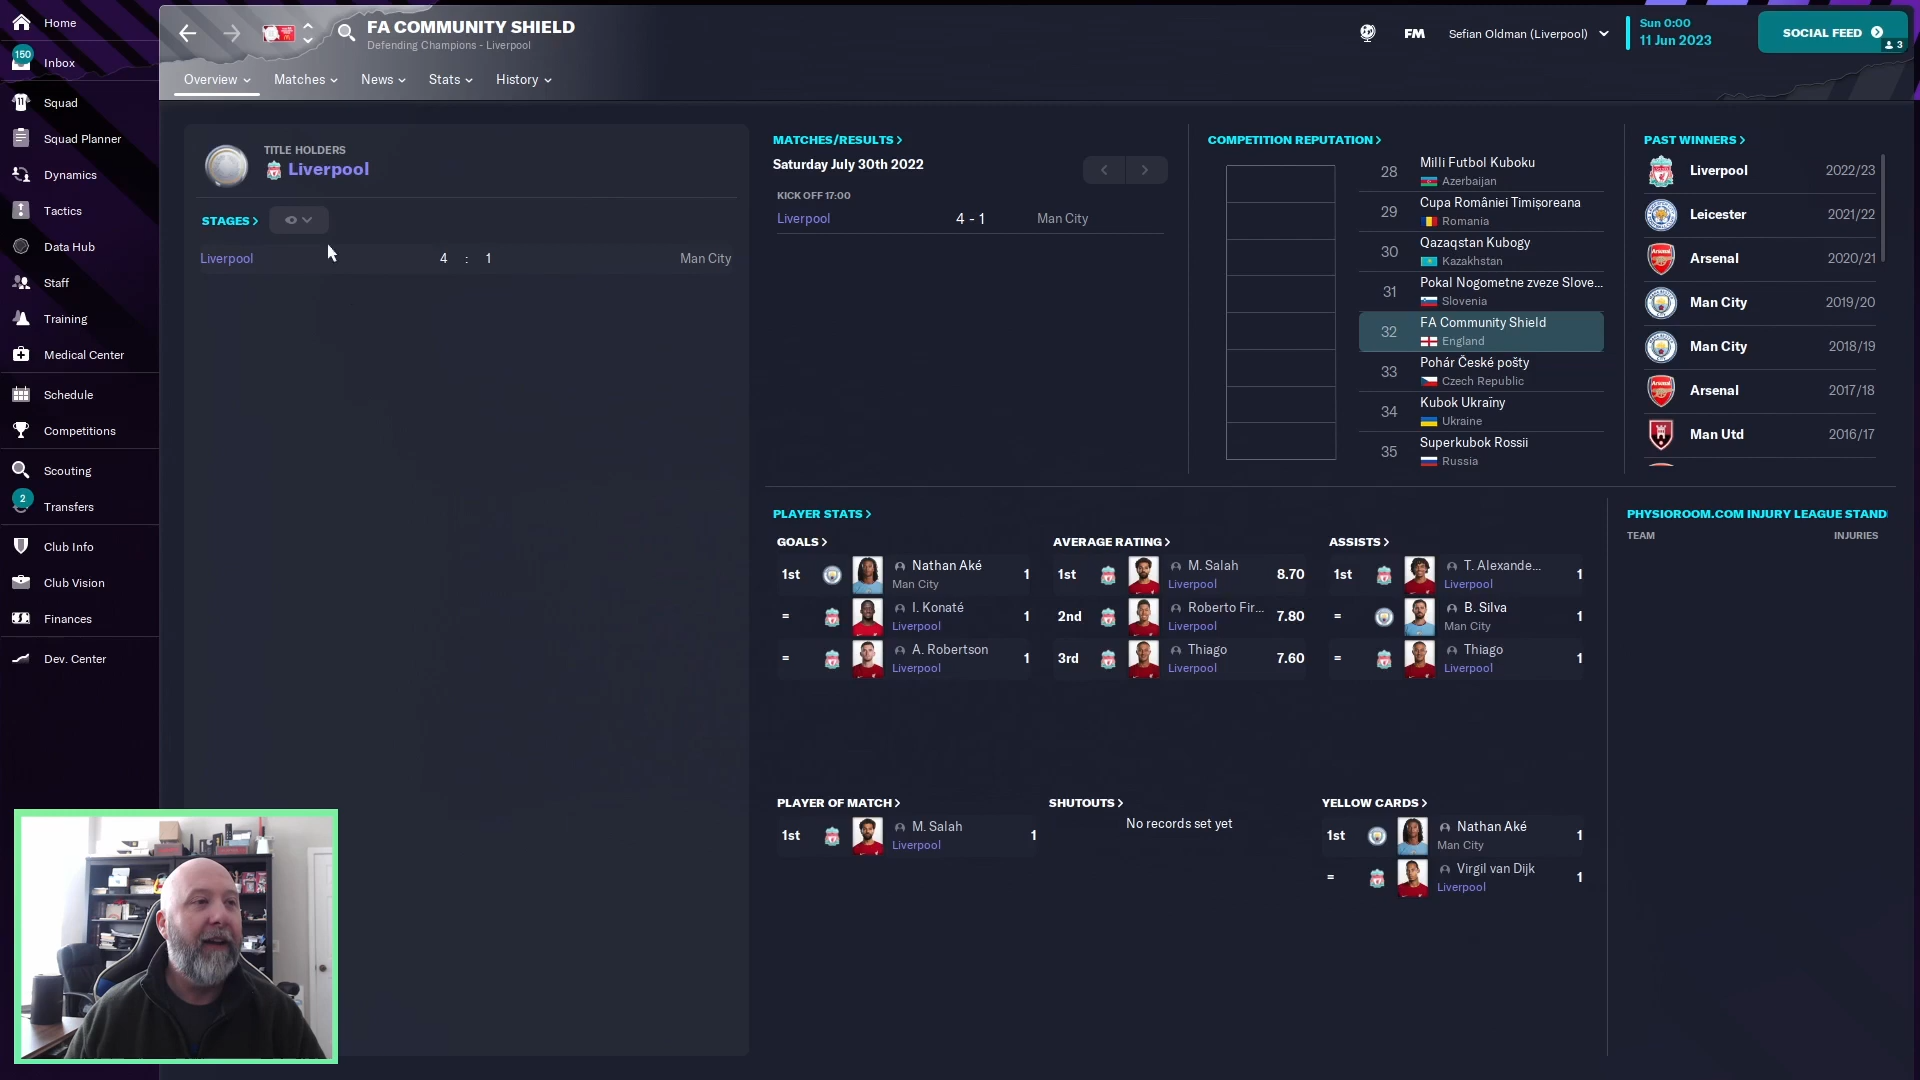 Home
150
Inbox
Squad
Squad Planner
Dynamics
Tactics
Data Hub
Staff
Training
Medical Center
Schedule
Competitions
Scouting
2
Transfers
Club Info
Club Vision
Finances
Dev. Center
FA COMMUNITY SHIELD
Defending Champions - Liverpool
FM
Sefian Oldman (Liverpool)
Sun 0:00
11 Jun 2023
SOCIAL FEED
3
Overview
Matches
News
Stats
History
TITLE HOLDERS
Liverpool
STAGES
Liverpool 4 : 1 Man City
MATCHES/RESULTS
Saturday July 30th 2022
KICK OFF 17:00
Liverpool 4 - 1 Man City
COMPETITION REPUTATION
28 Milli Futbol Kuboku
Azerbaijan
29 Cupa României Timișoreana
Romania
30 Qazaqstan Kubogy
Kazakhstan
31 Pokal Nogometne zveze Slove...
Slovenia
32 FA Community Shield
England
33 Pohár České pošty
Czech Republic
34 Kubok Ukraïny
Ukraine
35 Superkubok Rossii
Russia
PAST WINNERS
Liverpool 2022/23
Leicester 2021/22
Arsenal 2020/21
Man City 2019/20
Man City 2018/19
Arsenal 2017/18
Man Utd 2016/17
PLAYER STATS
GOALS
1st Nathan Aké 1
Man City
= I. Konaté 1
Liverpool
= A. Robertson 1
Liverpool
AVERAGE RATING
1st M. Salah 8.70
Liverpool
2nd Roberto Fir... 7.80
Liverpool
3rd Thiago 7.60
Liverpool
ASSISTS
1st T. Alexande... 1
Liverpool
= B. Silva 1
Man City
= Thiago 1
Liverpool
PHYSIOROOM.COM INJURY LEAGUE STAND
TEAM INJURIES
PLAYER OF MATCH
1st M. Salah 1
Liverpool
SHUTOUTS
No records set yet
YELLOW CARDS
1st Nathan Aké 1
Man City
= Virgil van Dijk 1
Liverpool